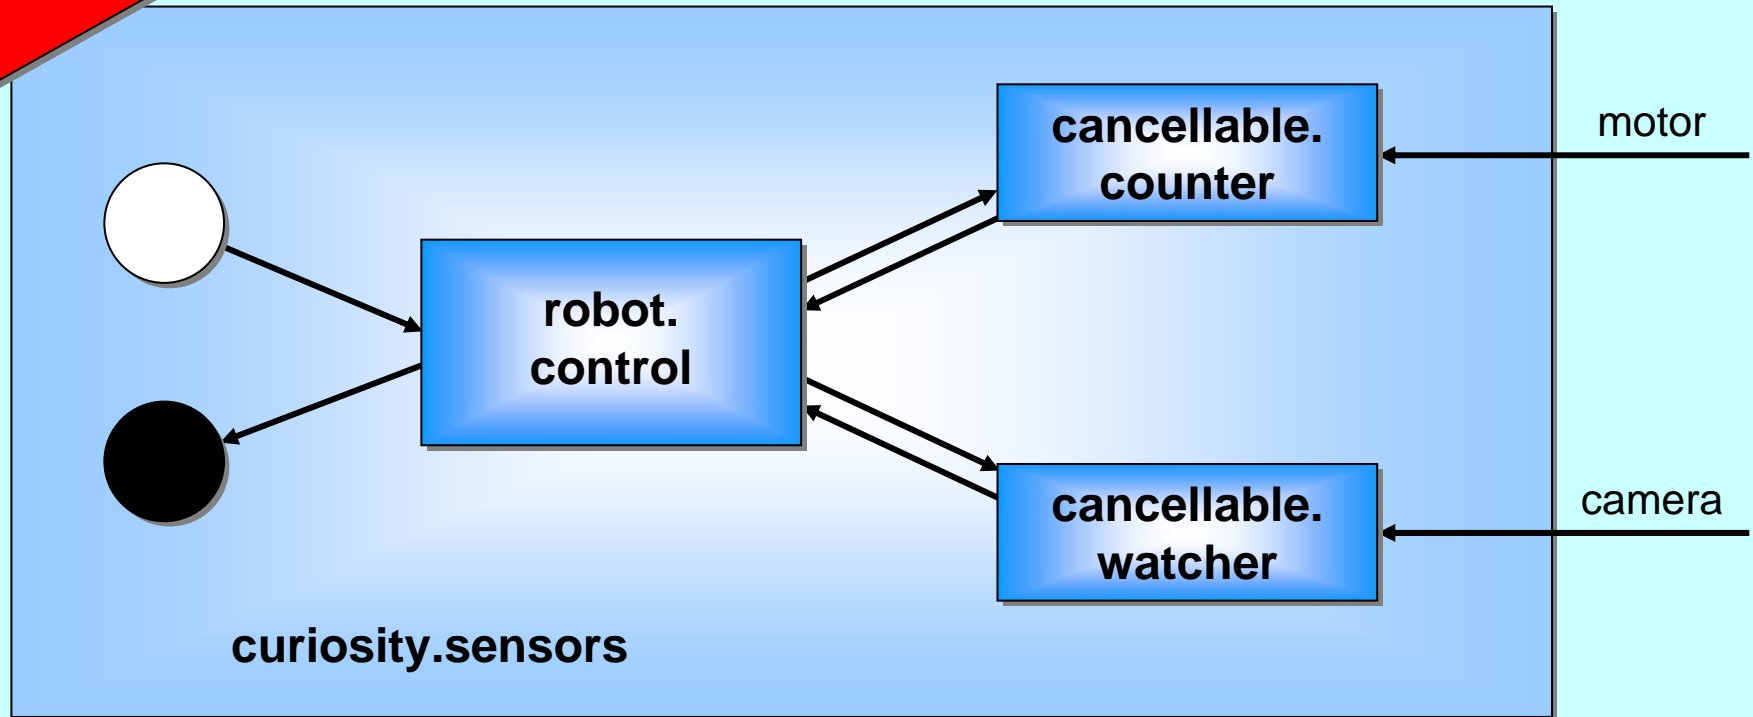 cancellable.
counter
motor
robot.
control
cancellable.
watcher
camera
curiosity.sensors